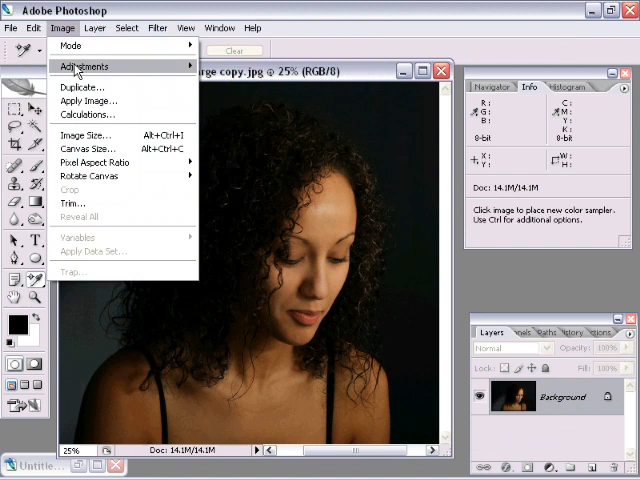 Adobe Photoshop
File Edit Image Layer Select Filter View Window Help
Clear
Mode
Adjustments
Duplicate...
Apply Image...
Calculations...
Image Size... Alt+Ctrl+I
Canvas Size... Alt+Ctrl+C
Pixel Aspect Ratio
Rotate Canvas
Crop
Trim...
Reveal All
Variables
Apply Data Set...
Trap...
arge copy.jpg @ 25% (RGB/8)
25% Doc: 14.1M/14.1M
Untitle...
Navigator Info Histogram
R: C:
G: M:
B: Y:
K:
8-bit 8-bit
X: W:
Y: H:
Doc: 14.1M/14.1M
Click image to place new color sampler.
Use Ctrl for additional options.
Layers nnels Paths istory ctions
Normal Opacity: 100%
Lock: Fill: 100%
Background